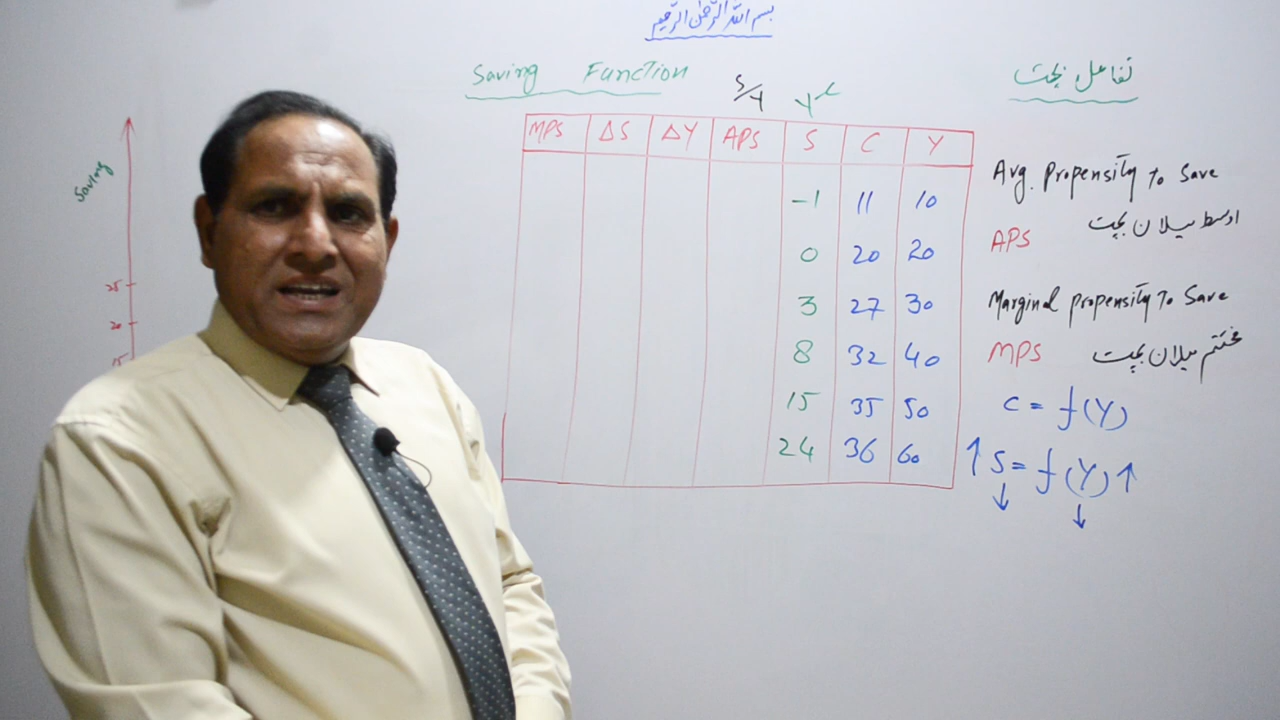 بسم اللہ الرحمن الرحیم
Saving Function
تفاعل بچت
S/Y
Y-C
MPS ΔS ΔY APS S C Y
-1 11 10
0 20 20
3 27 30
8 32 40
15 35 50
24 36 60
Avg. Propensity To Save
اوسط میلان بچت
APS
Marginal Propensity To Save
MPS
مختتم میلان بچت
C = f(Y)
↑ S = f(Y) ↑
↓ ↓
Saving
25
20
15